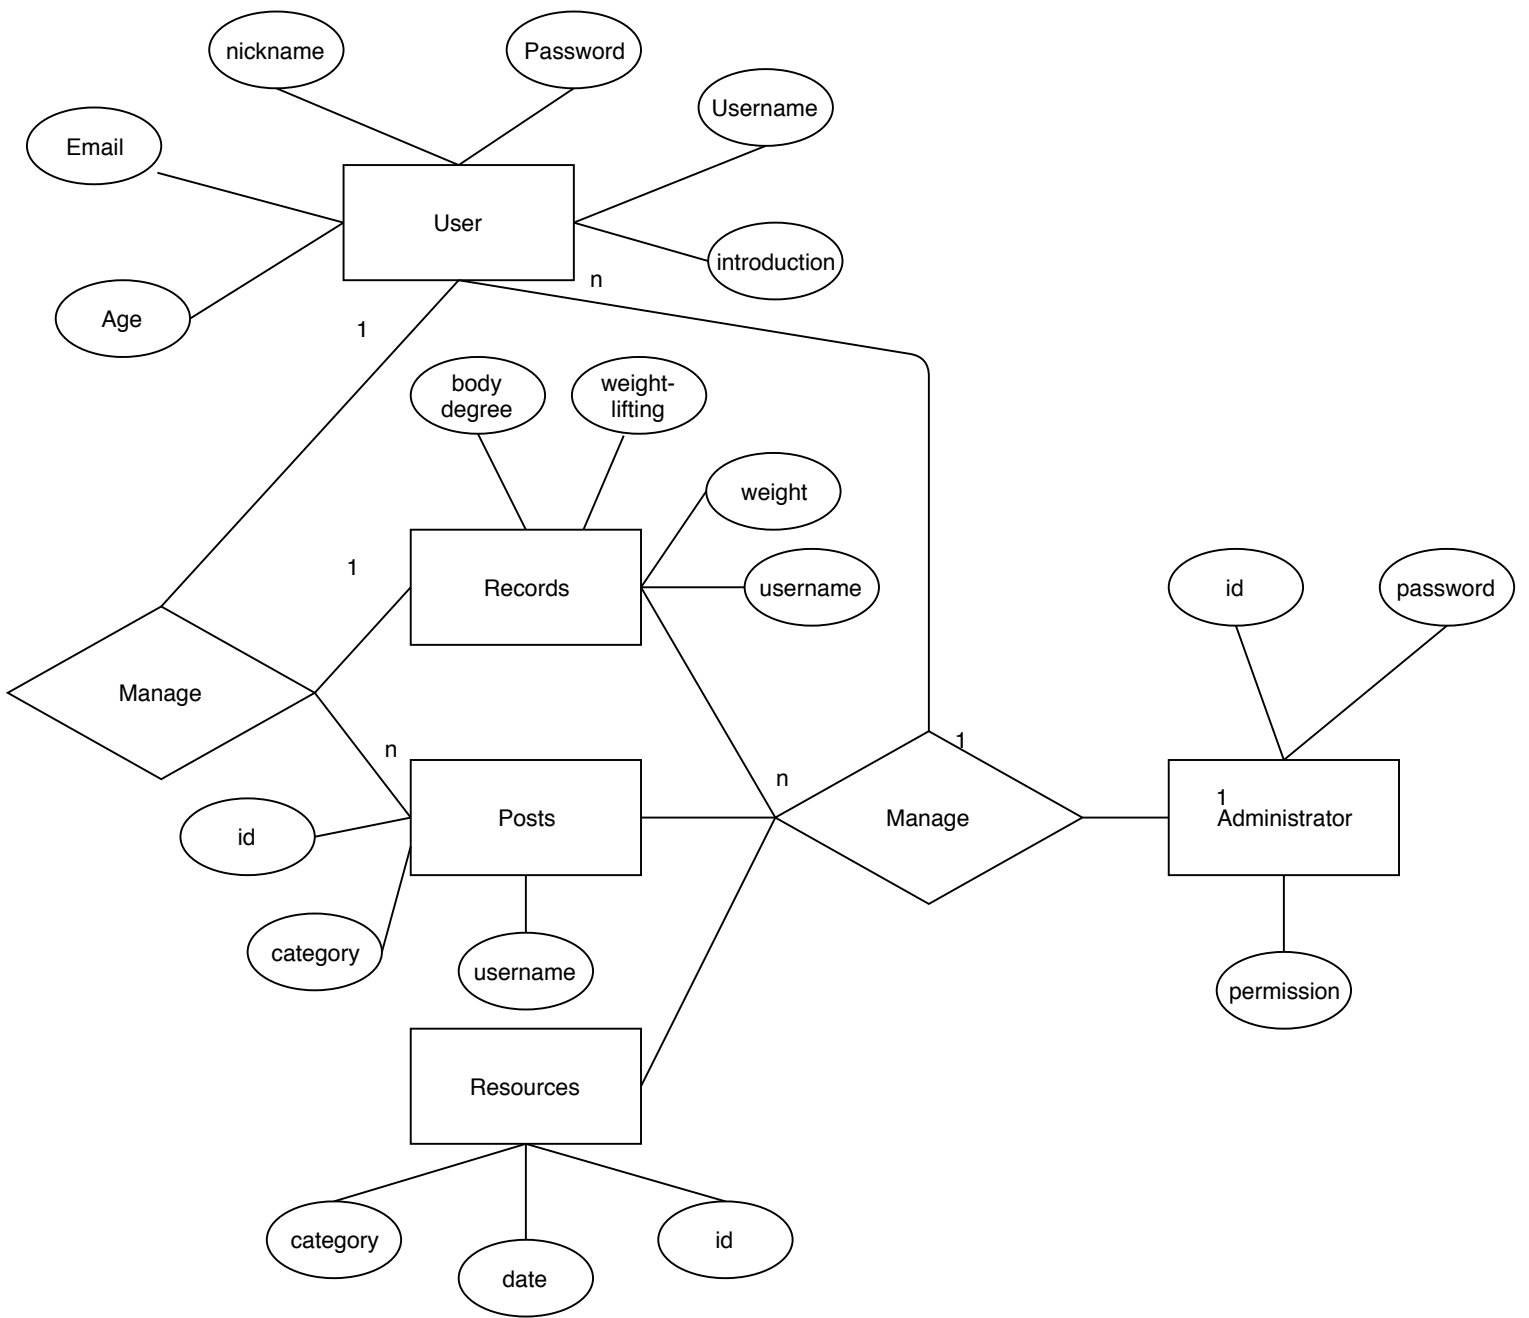 nickname
Password
Username
Email
User
introduction
n
Age
1
body
degree
weight-
lifting
weight
1
Records
username
id
password
Manage
n
1
n
1
id
Posts
Manage
Administrator
category
username
permission
Resources
category
date
id